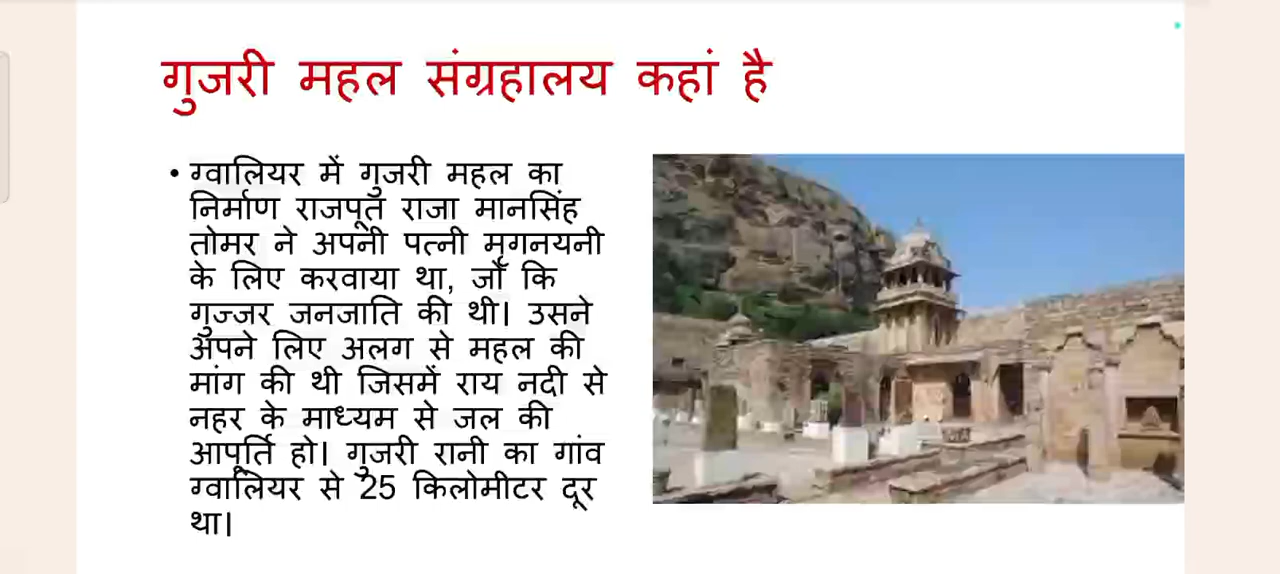 गुजरी महल संग्रहालय कहां है
• ग्वालियर में गुजरी महल का
निर्माण राजपूत राजा मानसिंह
तोमर ने अपनी पत्नी मृगनयनी
के लिए करवाया था, जो कि
गुज्जर जनजाति की थी। उसने
अपने लिए अलग से महल की
मांग की थी जिसमें राय नदी से
नहर के माध्यम से जल की
आपूर्ति हो। गुजरी रानी का गांव
ग्वालियर से 25 किलोमीटर दूर
था।